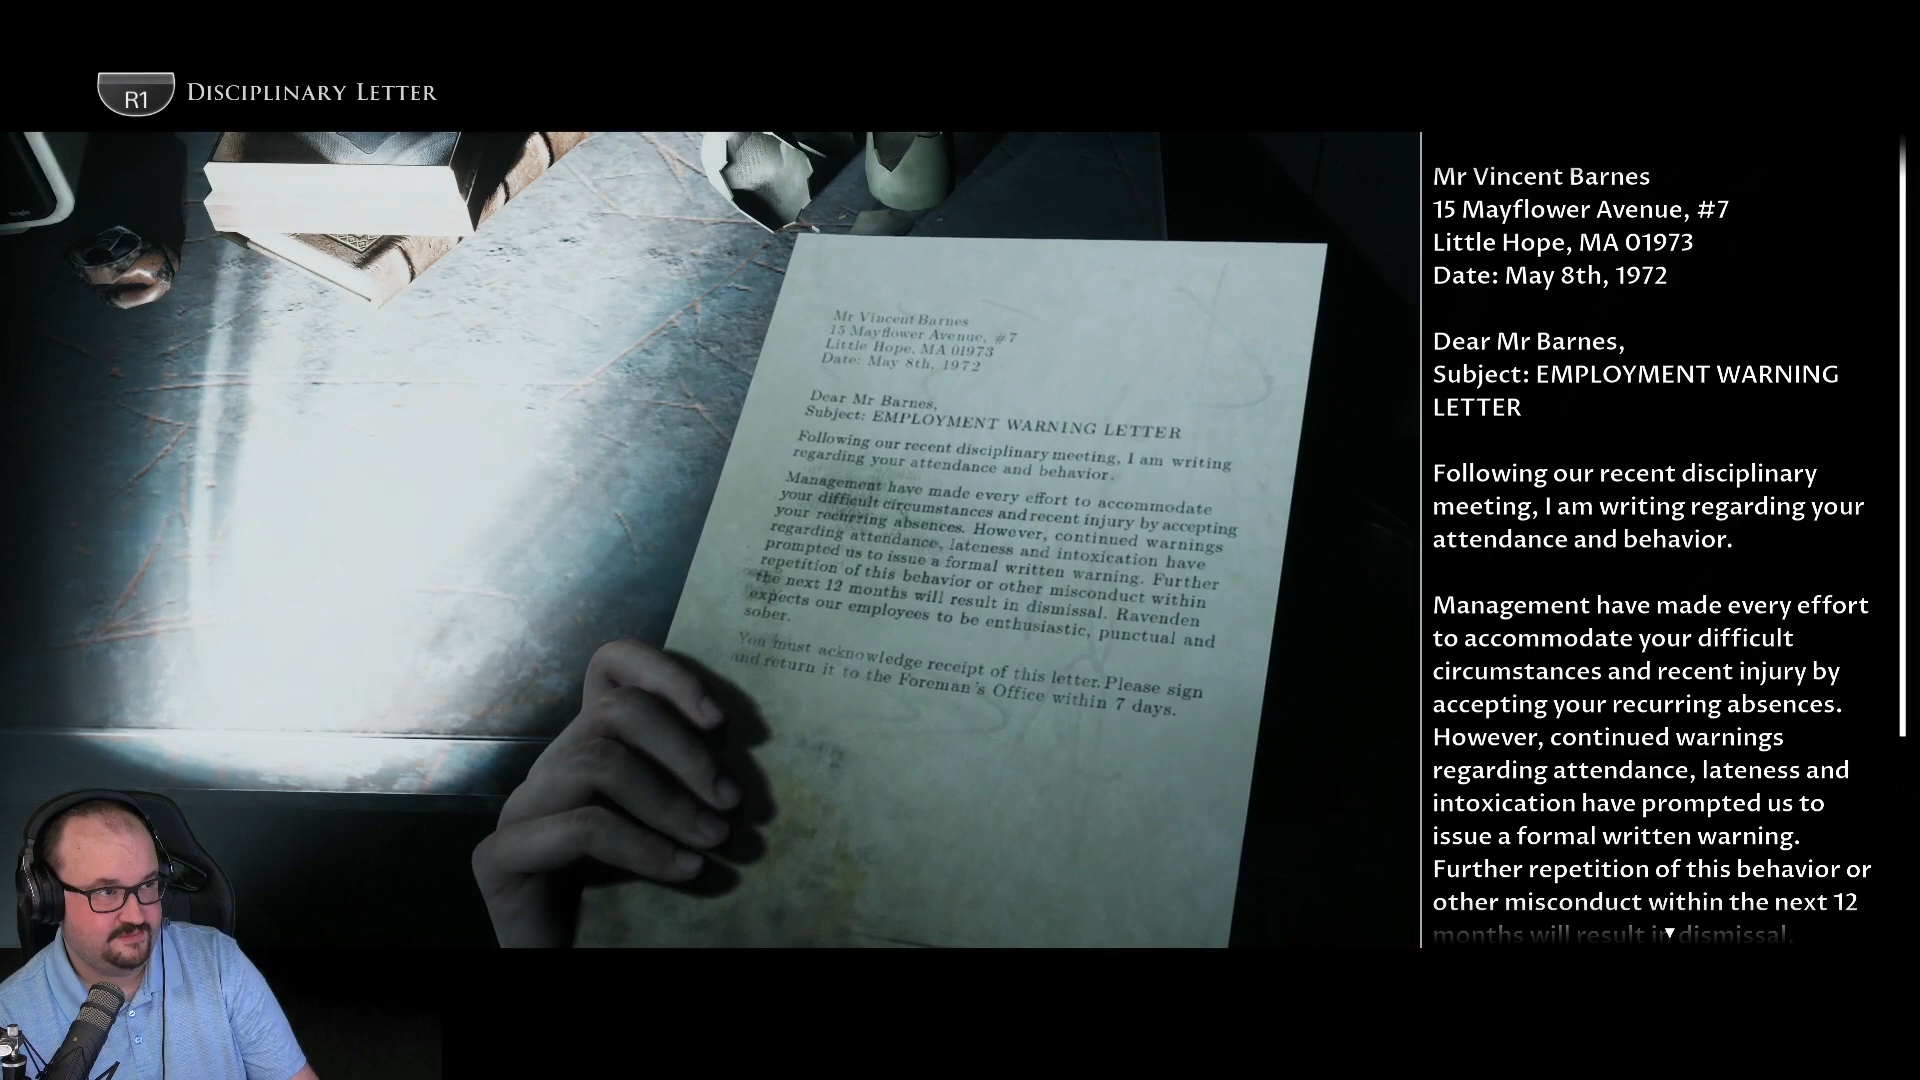 R1 DISCIPLINARY LETTER
Mr Vincent Barnes
15 Mayflower Avenue, #7
Little Hope, MA 01973
Date: May 8th, 1972
Dear Mr Barnes,
Subject: EMPLOYMENT WARNING LETTER
Following our recent disciplinary meeting, I am writing
regarding your attendance and behavior.
Management have made every effort to accommodate
your difficult circumstances and recent injury by accepting
your recurring absences. However, continued warnings
regarding attendance, lateness and intoxication have
prompted us to issue a formal written warning. Further
repetition of this behavior or other misconduct within
the next 12 months will result in dismissal. Ravenden
expects our employees to be enthusiastic, punctual and
sober.
You must acknowledge receipt of this letter. Please sign
and return it to the Foreman's Office within 7 days.
Mr Vincent Barnes
15 Mayflower Avenue, #7
Little Hope, MA 01973
Date: May 8th, 1972
Dear Mr Barnes,
Subject: EMPLOYMENT WARNING
LETTER
Following our recent disciplinary
meeting, I am writing regarding your
attendance and behavior.
Management have made every effort
to accommodate your difficult
circumstances and recent injury by
accepting your recurring absences.
However, continued warnings
regarding attendance, lateness and
intoxication have prompted us to
issue a formal written warning.
Further repetition of this behavior or
other misconduct within the next 12
months will result in dismissal.